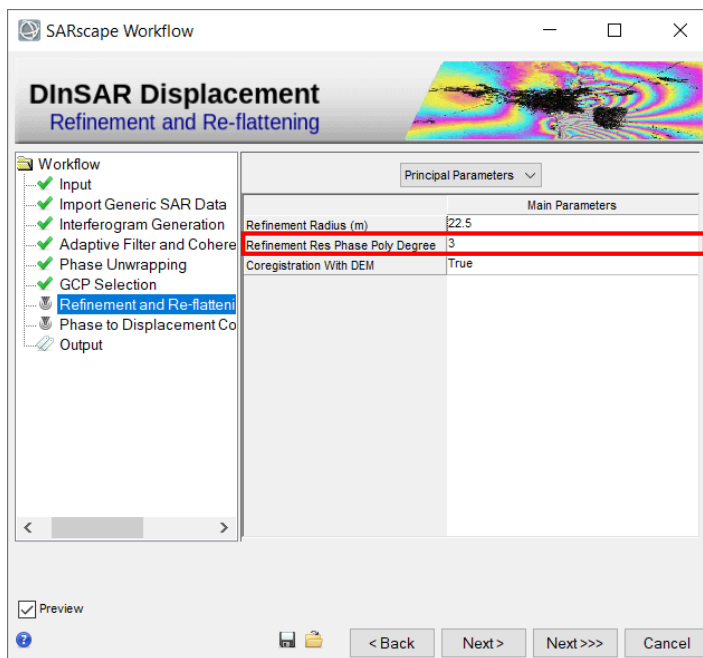 SARscape Workflow
DInSAR Displacement
Refinement and Re-flattening
Workflow
Input
Import Generic SAR Data
Interferogram Generation
Adaptive Filter and Cohere
Phase Unwrapping
GCP Selection
Refinement and Re-flatteni
Phase to Displacement Co
Output
Principal Parameters
Main Parameters
Refinement Radius (m) 22.5
Refinement Res Phase Poly Degree 3
Coregistration With DEM True
Preview
< Back Next > Next >>> Cancel